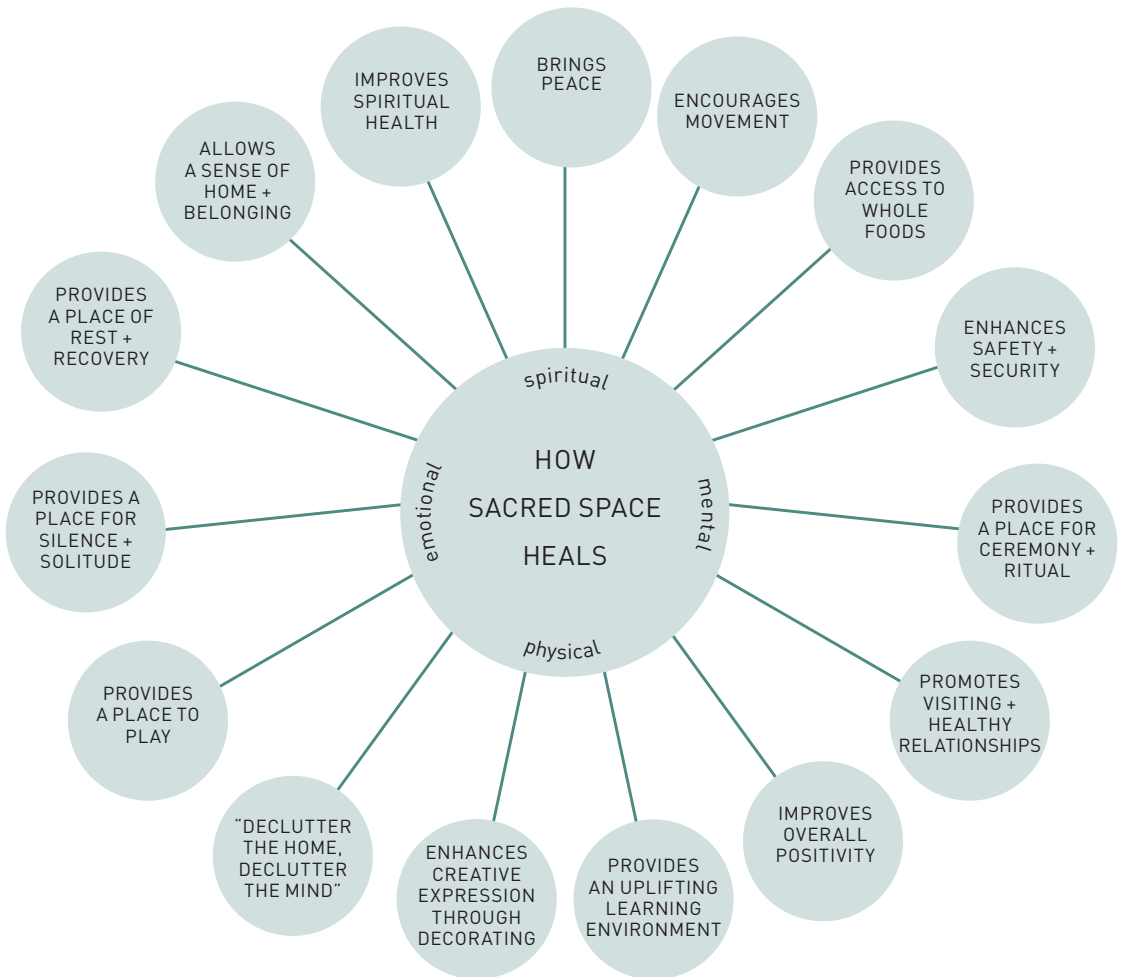 BRINGS
PEACE
ENCOURAGES
MOVEMENT
PROVIDES
ACCESS TO
WHOLE
FOODS
ENHANCES
SAFETY +
SECURITY
PROVIDES
A PLACE FOR
CEREMONY +
RITUAL
PROMOTES
VISITING +
HEALTHY
RELATIONSHIPS
IMPROVES
OVERALL
POSITIVITY
PROVIDES
AN UPLIFTING
LEARNING
ENVIRONMENT
ENHANCES
CREATIVE
EXPRESSION
THROUGH
DECORATING
"DECLUTTER
THE HOME,
DECLUTTER
THE MIND"
PROVIDES
A PLACE TO
PLAY
PROVIDES A
PLACE FOR
SILENCE +
SOLITUDE
PROVIDES
A PLACE OF
REST +
RECOVERY
ALLOWS
A SENSE OF
HOME +
BELONGING
IMPROVES
SPIRITUAL
HEALTH
spiritual
mental
physical
emotional
HOW
SACRED SPACE
HEALS